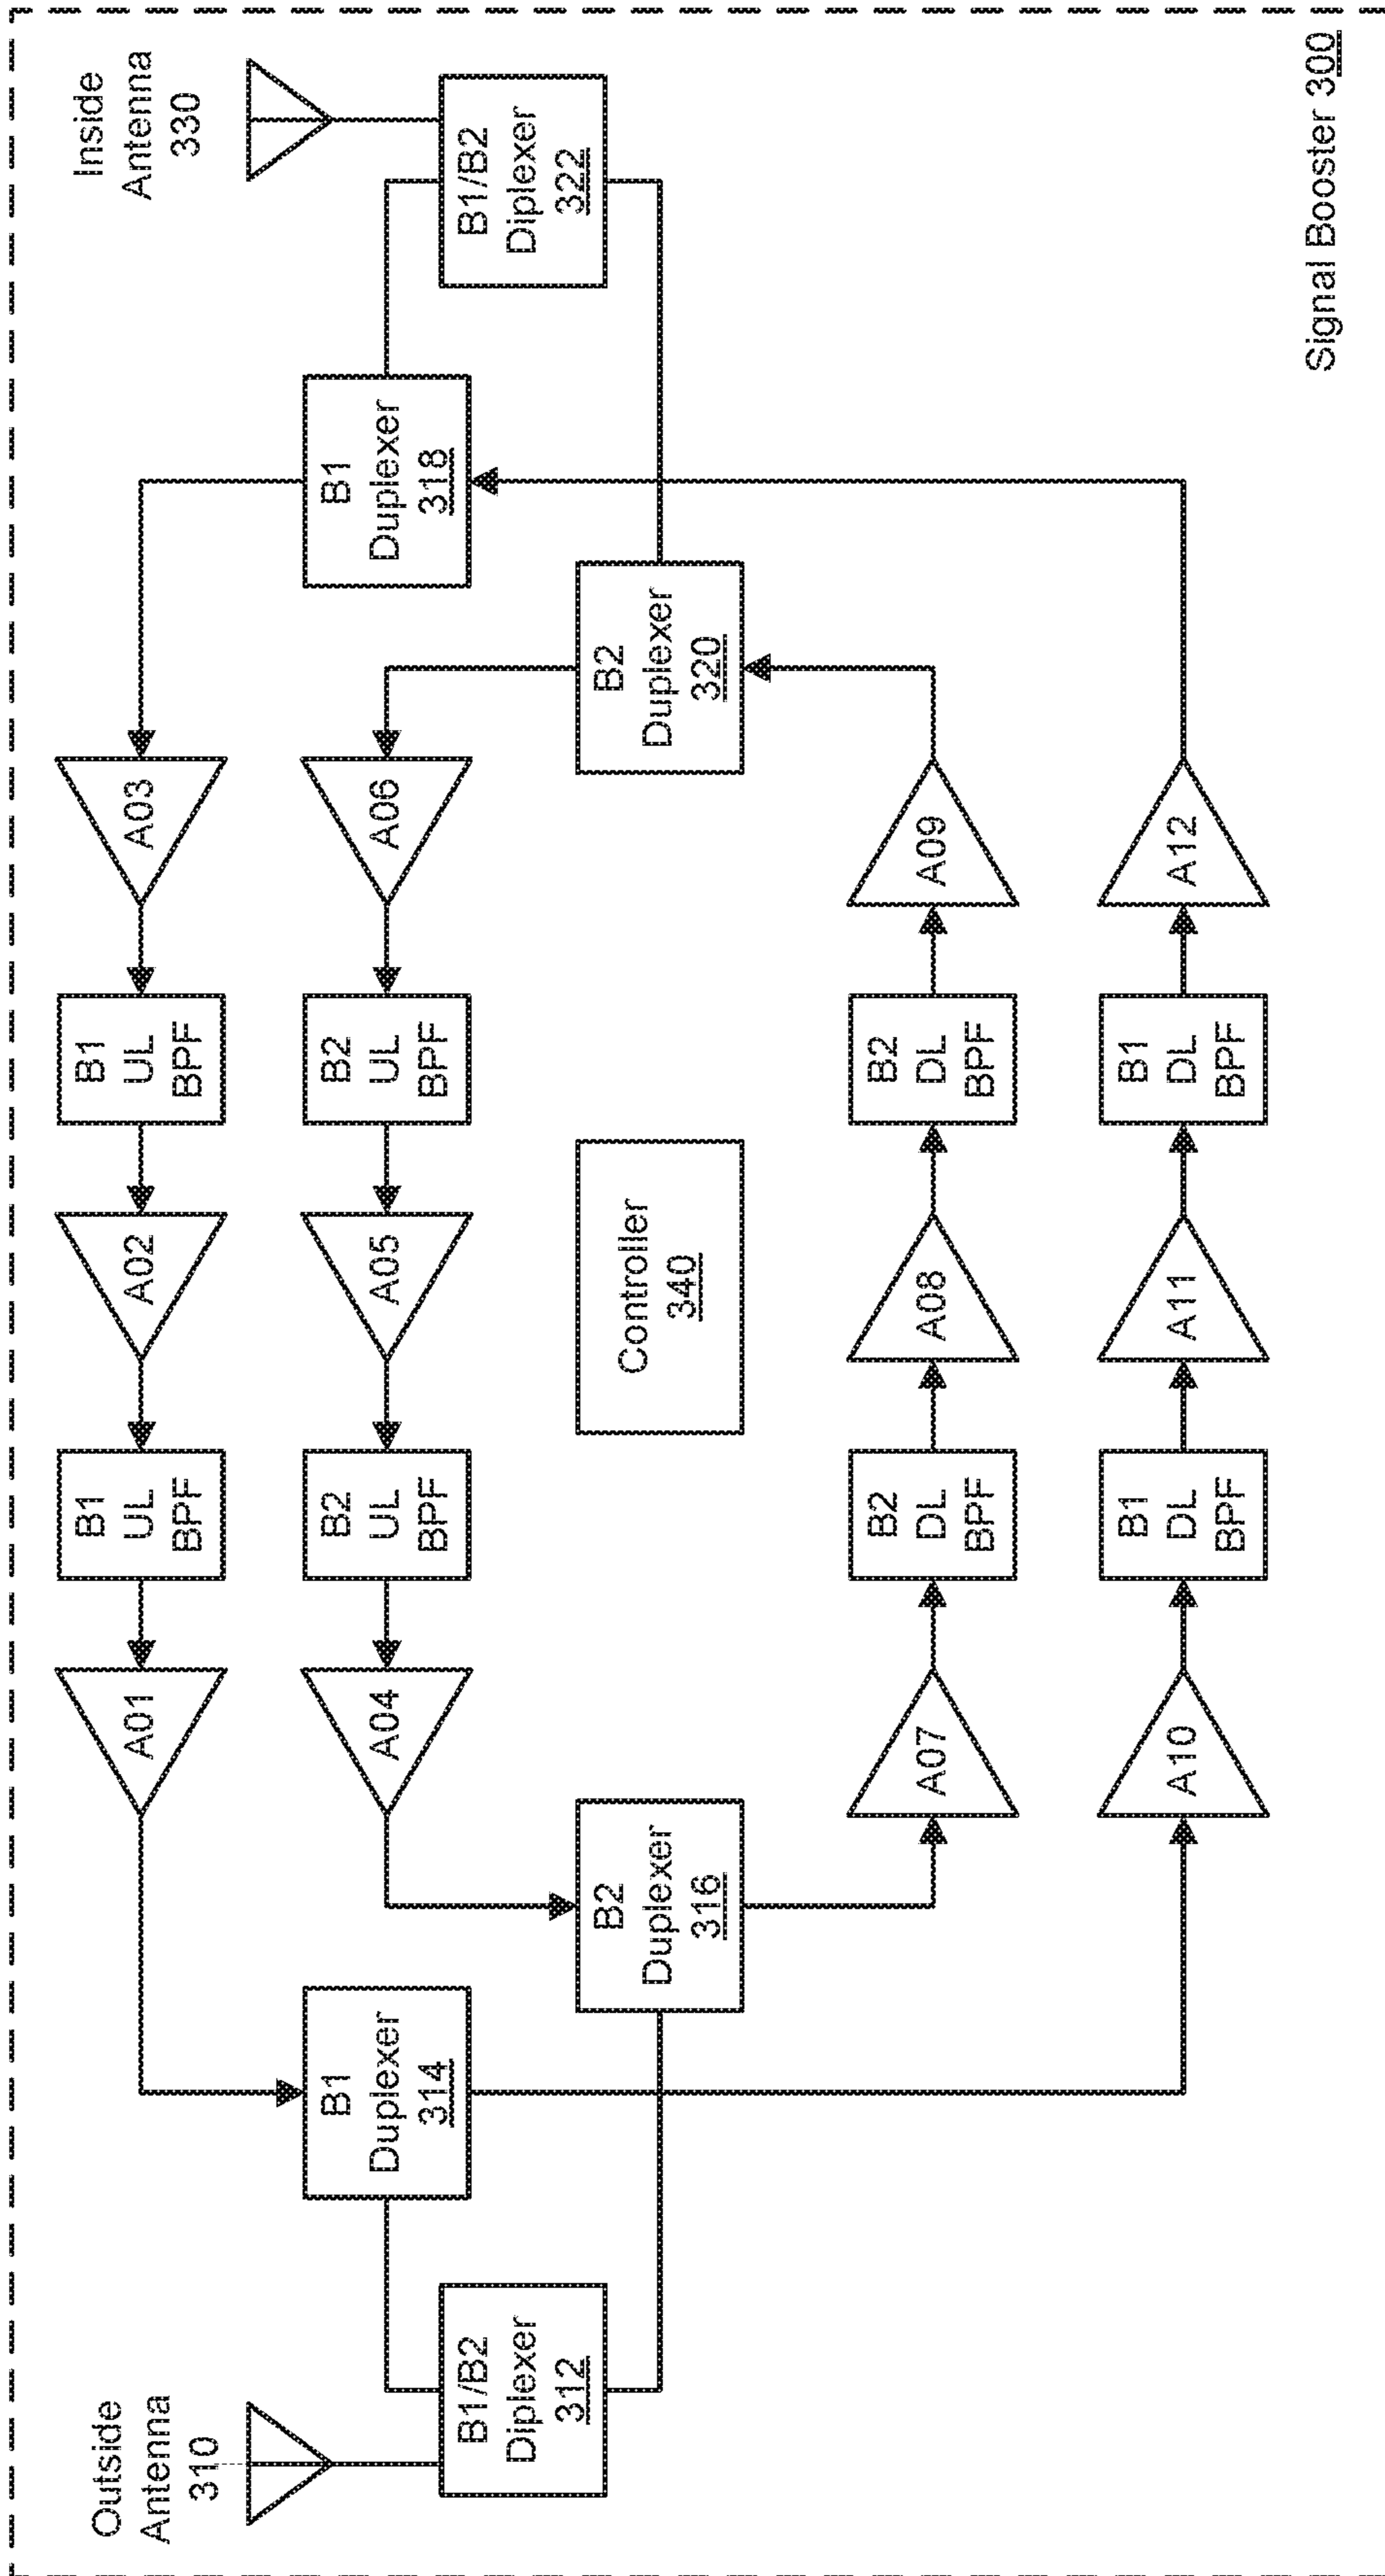 Outside
Antenna
310
Inside
Antenna
330
A01
B1
UL
BPF
A02
B1
UL
BPF
A03
A04
B2
UL
BPF
A05
B2
UL
BPF
A06
B1
Duplexer
314
B1
Duplexer
318
B1/B2
Diplexer
312
B1/B2
Diplexer
322
B2
Duplexer
316
Controller
340
B2
Duplexer
320
A07
B2
DL
BPF
A08
B2
DL
BPF
A09
A10
B1
DL
BPF
A11
B1
DL
BPF
A12
Signal Booster 300